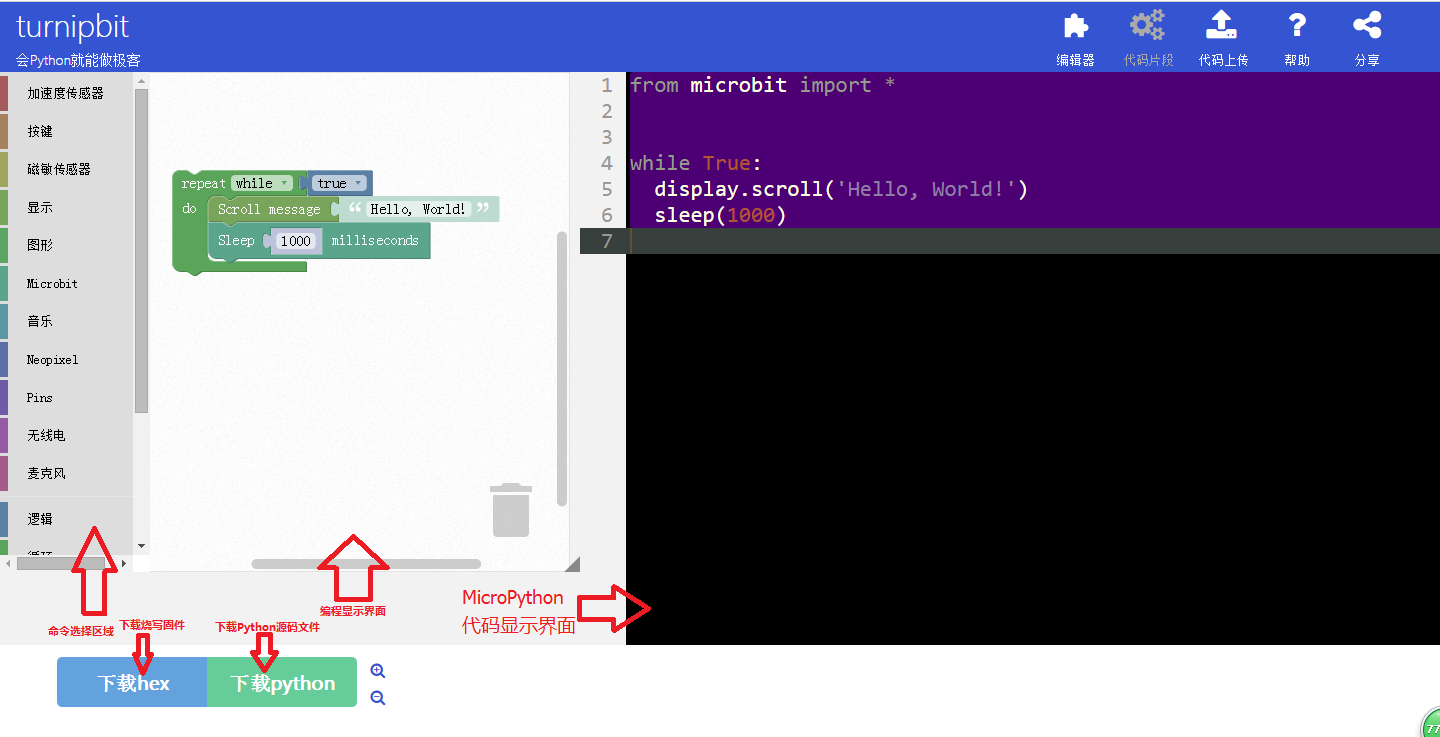 turnipbit
会Python就能做极客
编辑器
代码片段
代码上传
帮助
分享
加速度传感器
按键
磁敏传感器
显示
图形
Microbit
音乐
Neopixel
Pins
无线电
麦克风
逻辑
循环
repeat while true
do Scroll message “ Hello, World! ”
Sleep 1000 milliseconds
1 from microbit import *
2
3
4 while True:
5 display.scroll('Hello, World!')
6 sleep(1000)
7
命令选择区域
下载烧写固件
下载Python源码文件
编程显示界面
MicroPython
代码显示界面
下载hex
下载python
77